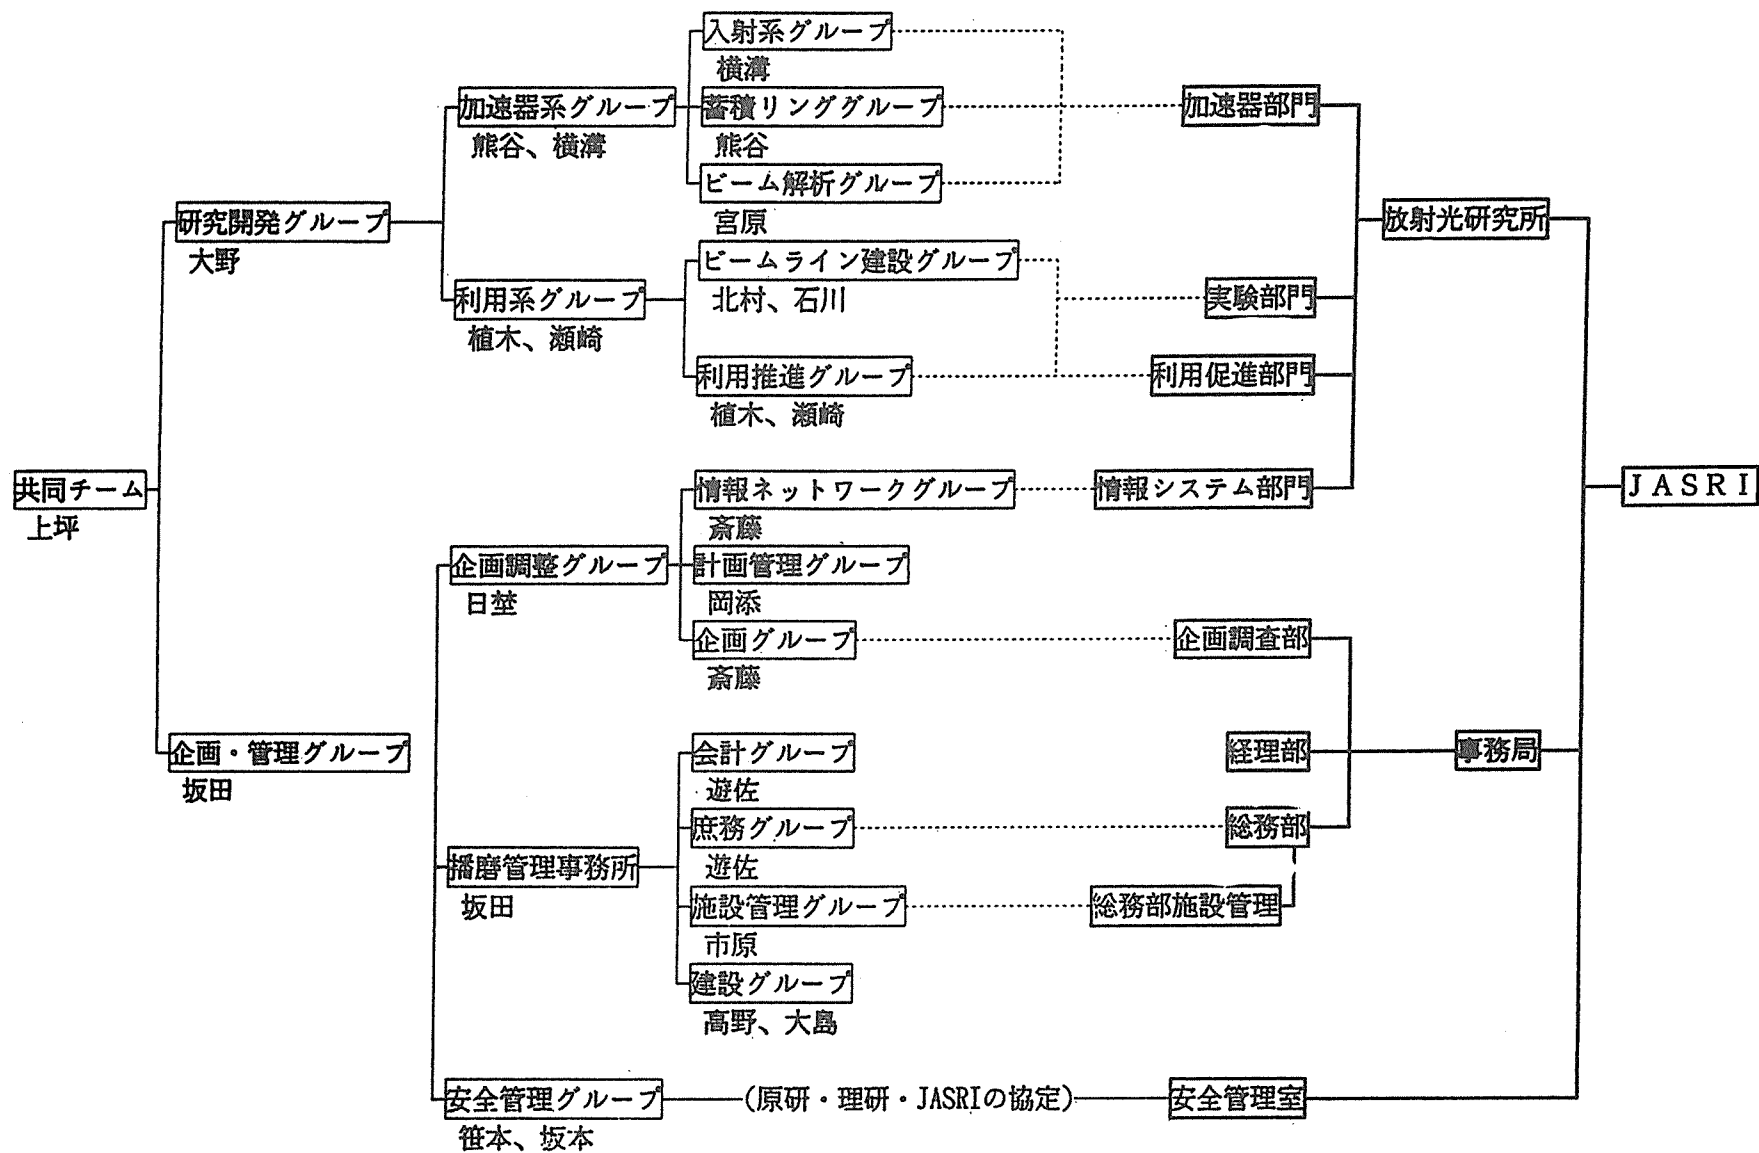 入射系グループ
横溝
加速器系グループ
蓄積リンググループ
加速器部門
熊谷、横溝
熊谷
ビーム解析グループ
宮原
研究開発グループ
放射光研究所
大野
ビームライン建設グループ
北村、石川
利用系グループ
実験部門
植木、瀬崎
利用推進グループ
利用促進部門
植木、瀬崎
共同チーム
情報ネットワークグループ
情報システム部門
JASRI
上坪
斎藤
企画調整グループ
計画管理グループ
日埜
岡添
企画グループ
企画調査部
斎藤
企画・管理グループ
会計グループ
経理部
事務局
坂田
遊佐
庶務グループ
総務部
遊佐
播磨管理事務所
坂田
施設管理グループ
総務部施設管理
市原
建設グループ
高野、大島
安全管理グループ
(原研・理研・JASRIの協定)
安全管理室
笹本、坂本